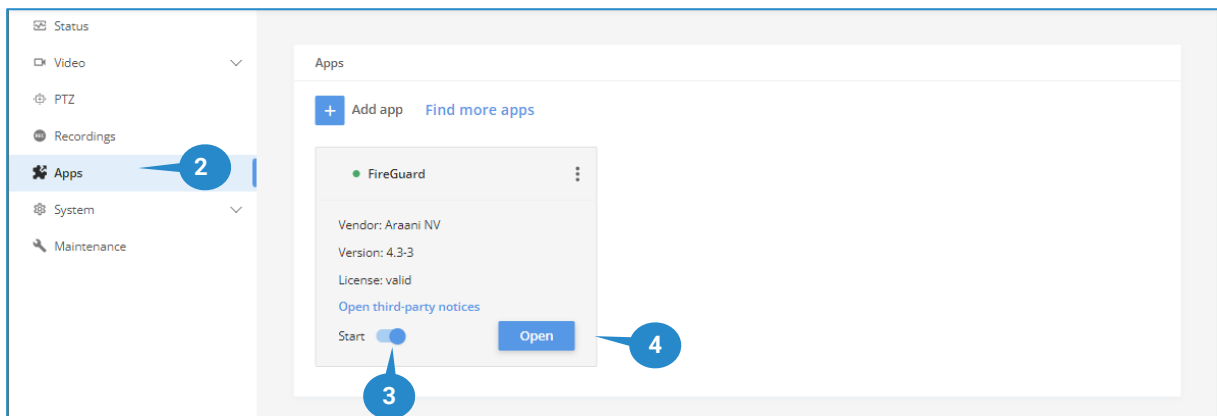 Status
Video
PTZ
Recordings
Apps
2
System
Maintenance
Apps
+ Add app Find more apps
FireGuard
Vendor: Araani NV
Version: 4.3-3
License: valid
Open third-party notices
Start Open
4
3